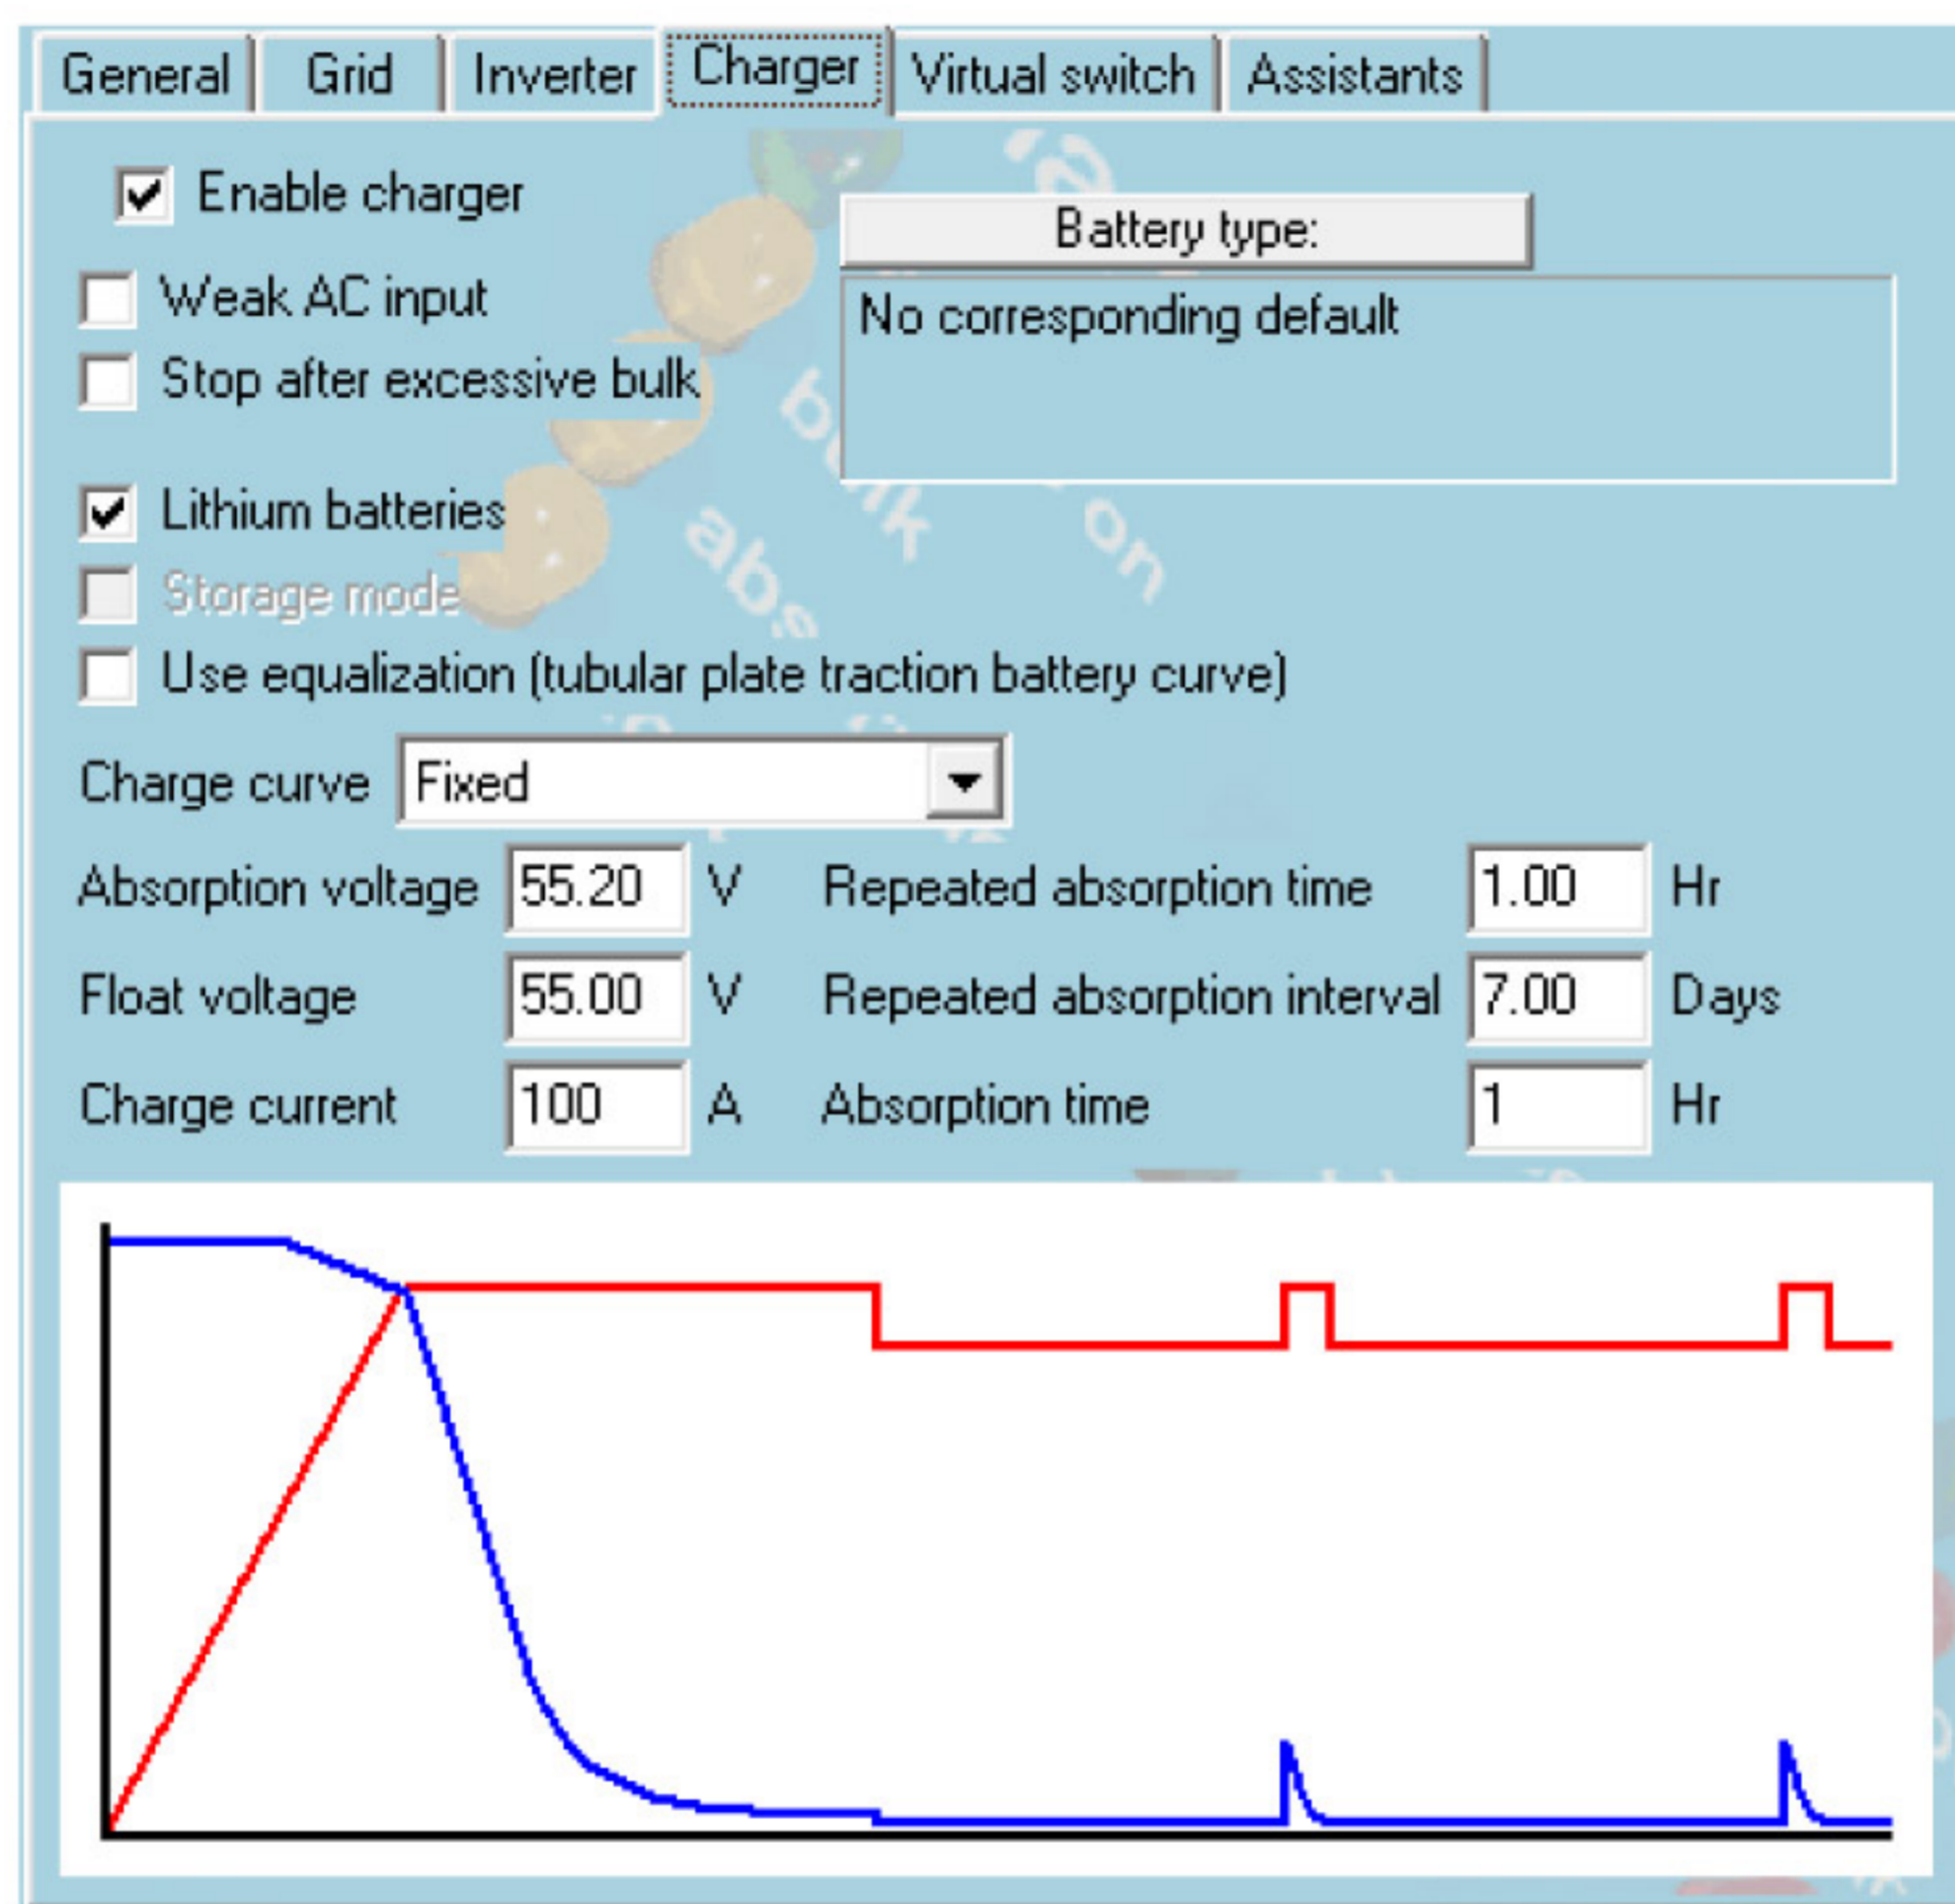 General Grid Inverter Charger Virtual switch Assistants
Enable charger
Battery type:
Weak AC input
No corresponding default
Stop after excessive bulk
bulk
Lithium batteries
abs
on
Storage mode
Use equalization (tubular plate traction battery curve)
Charge curve Fixed
Absorption voltage 55.20 V Repeated absorption time 1.00 Hr
Float voltage 55.00 V Repeated absorption interval 7.00 Days
Charge current 100 A Absorption time 1 Hr